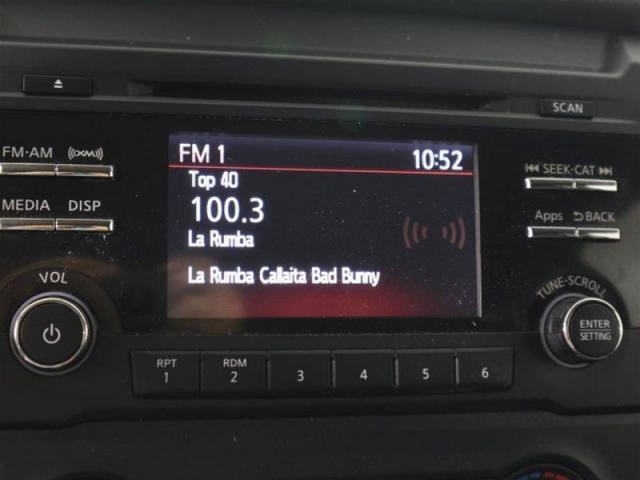 SCAN
FM·AM XM
SEEK·CAT
MEDIA DISP
Apps BACK
VOL
TUNE·SCROLL
ENTER
SETTING
FM 1 10:52
Top 40
100.3
La Rumba
La Rumba Callaita Bad Bunny
RPT RDM
1 2 3 4 5 6